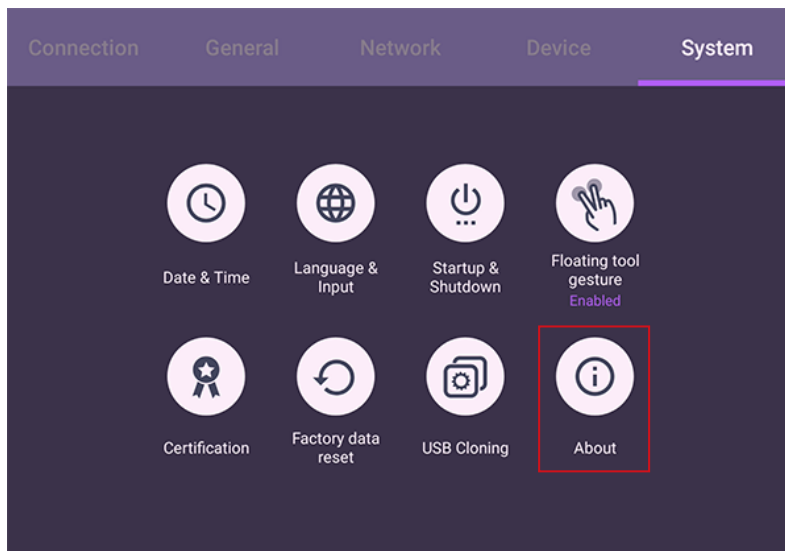 Connection General Network Device System
Date & Time
Language &
Input
Startup &
Shutdown
Floating tool
gesture
Enabled
Certification
Factory data
reset
USB Cloning
About